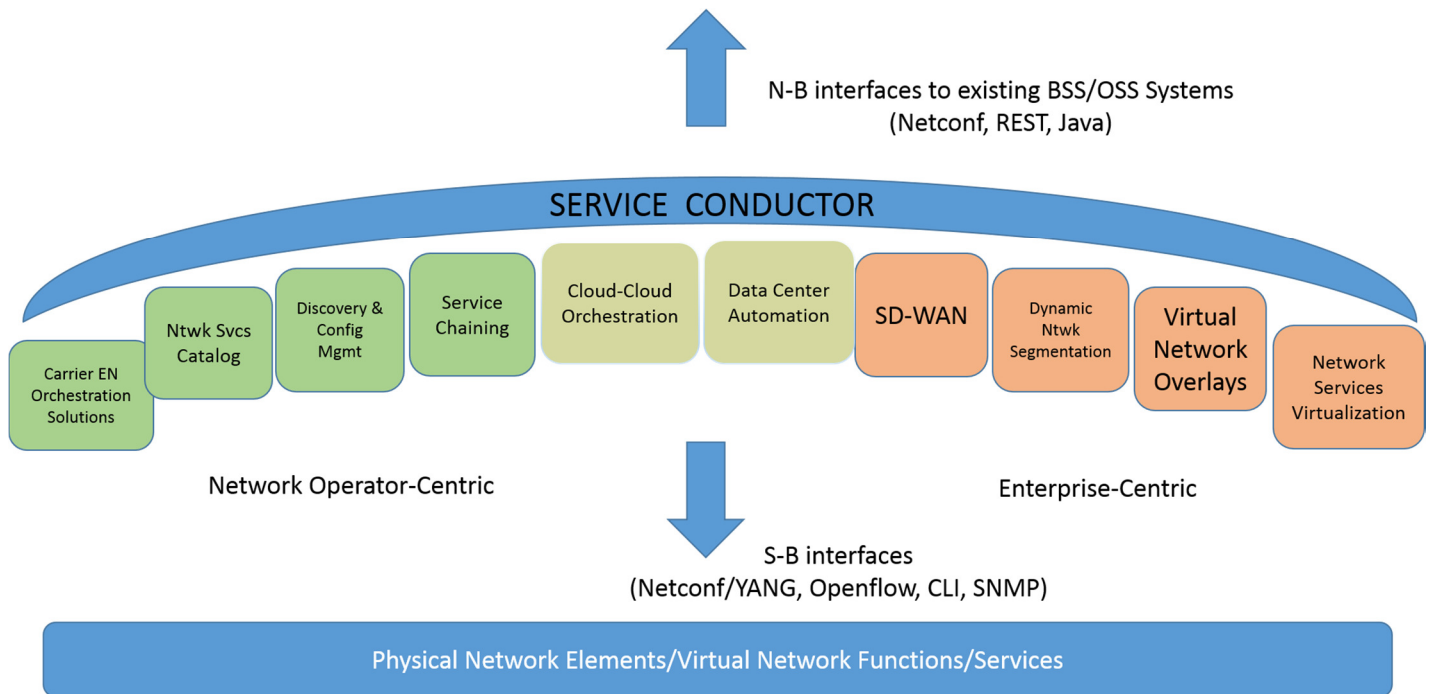 N-B interfaces to existing BSS/OSS Systems
(Netconf, REST, Java)
SERVICE CONDUCTOR
Carrier EN
Orchestration
Solutions
Ntwk Svcs
Catalog
Discovery &
Config
Mgmt
Service
Chaining
Cloud-Cloud
Orchestration
Data Center
Automation
SD-WAN
Dynamic
Ntwk
Segmentation
Virtual
Network
Overlays
Network
Services
Virtualization
Network Operator-Centric
Enterprise-Centric
S-B interfaces
(Netconf/YANG, Openflow, CLI, SNMP)
Physical Network Elements/Virtual Network Functions/Services